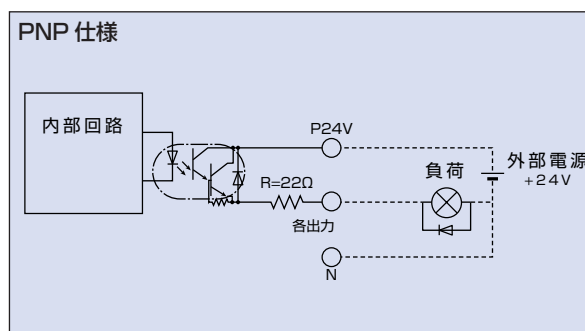 PNP 仕様
内部回路
P24V
負荷
外部電源
+24V
R=22Ω
各出力
N